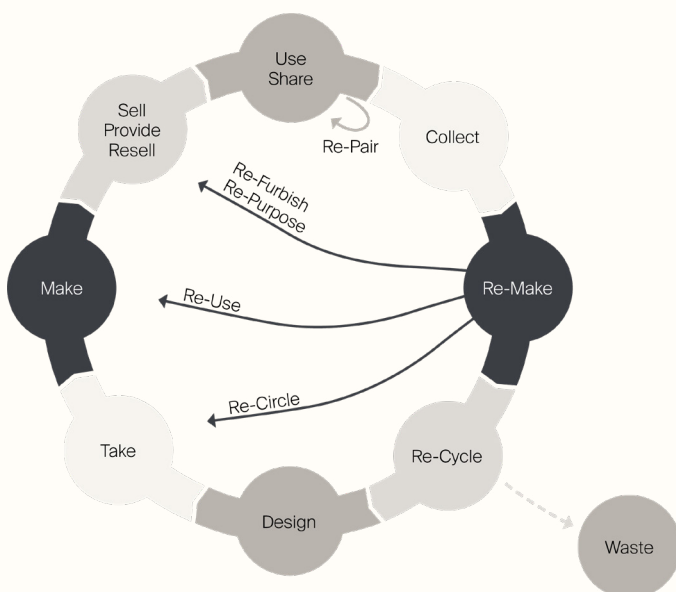 Use
Share
Sell
Provide
Resell
Collect
Re-Pair
Re-Furbish
Re-Purpose
Make
Re-Make
Re-Use
Re-Circle
Take
Re-Cycle
Design
Waste